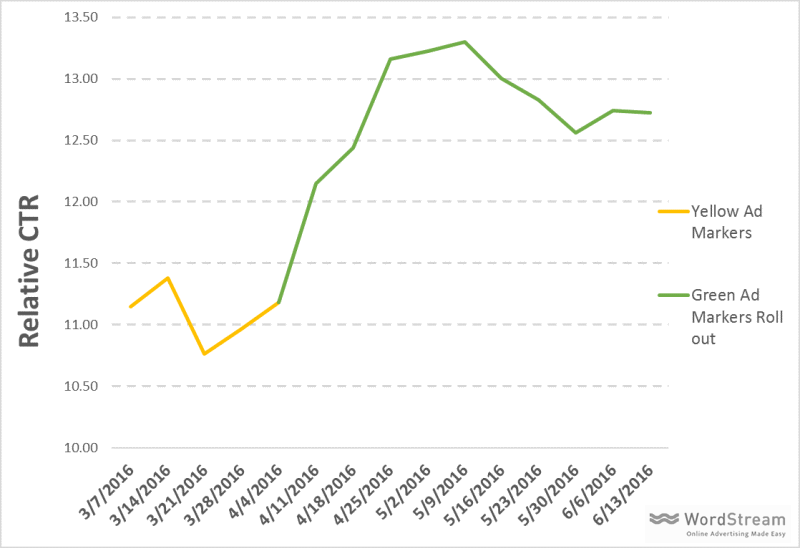 13.50
13.00
12.50
12.00
11.50
11.00
10.50
10.00
Relative CTR
3/7/2016
3/14/2016
3/21/2016
3/28/2016
4/4/2016
4/11/2016
4/18/2016
4/25/2016
5/2/2016
5/9/2016
5/16/2016
5/23/2016
5/30/2016
6/6/2016
6/13/2016
Yellow Ad
Markers
Green Ad
Markers Roll
out
WordStream
Online Advertising Made Easy